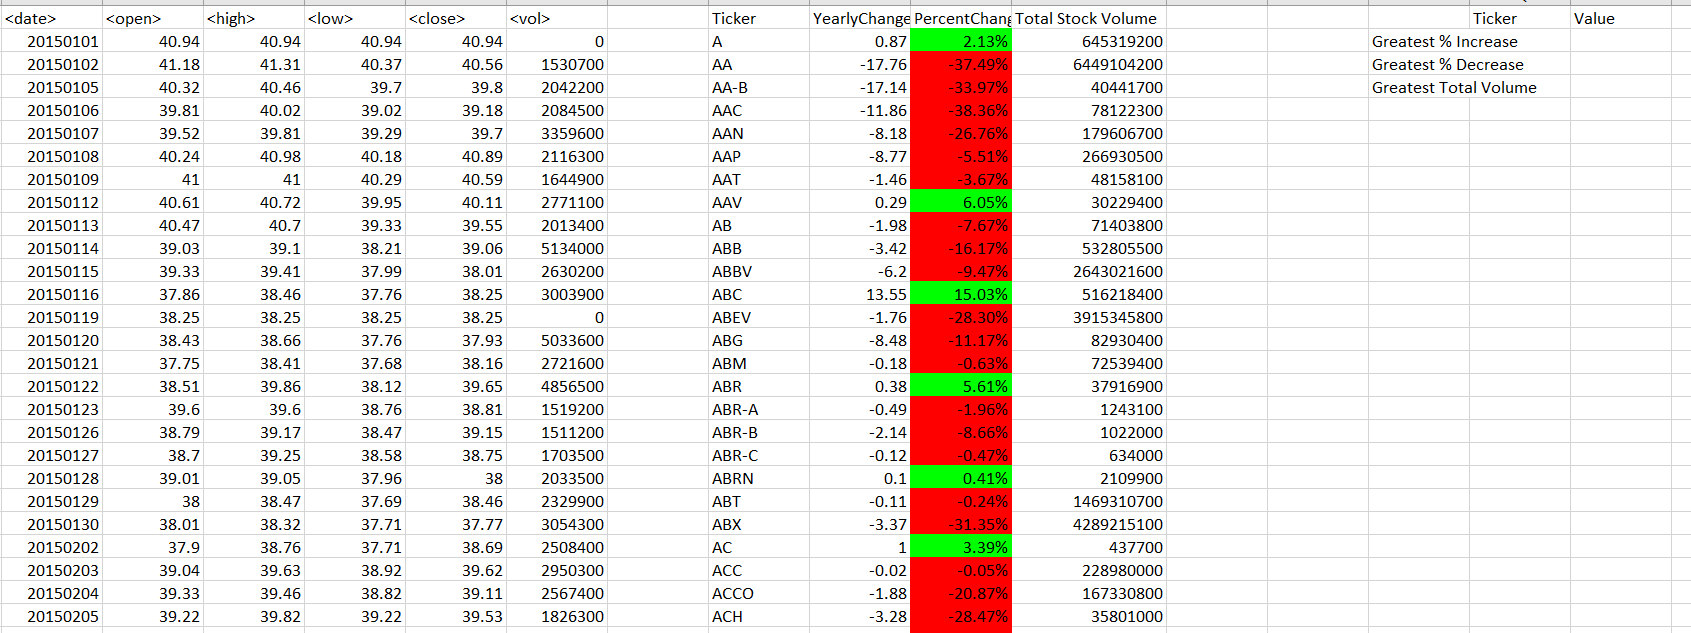 <date> <open> <high> <low> <close> <vol> Ticker YearlyChange PercentChang Total Stock Volume Ticker Value
20150101 40.94 40.94 40.94 40.94 0 A 0.87 2.13% 645319200 Greatest % Increase
20150102 41.18 41.31 40.37 40.56 1530700 AA -17.76 -37.49% 6449104200 Greatest % Decrease
20150105 40.32 40.46 39.7 39.8 2042200 AA-B -17.14 -33.97% 40441700 Greatest Total Volume
20150106 39.81 40.02 39.02 39.18 2084500 AAC -11.86 -38.36% 78122300
20150107 39.52 39.81 39.29 39.7 3359600 AAN -8.18 -26.76% 179606700
20150108 40.24 40.98 40.18 40.89 2116300 AAP -8.77 -5.51% 266930500
20150109 41 41 40.29 40.59 1644900 AAT -1.46 -3.67% 48158100
20150112 40.61 40.72 39.95 40.11 2771100 AAV 0.29 6.05% 30229400
20150113 40.47 40.7 39.33 39.55 2013400 AB -1.98 -7.67% 71403800
20150114 39.03 39.1 38.21 39.06 5134000 ABB -3.42 -16.17% 532805500
20150115 39.33 39.41 37.99 38.01 2630200 ABBV -6.2 -9.47% 2643021600
20150116 37.86 38.46 37.76 38.25 3003900 ABC 13.55 15.03% 516218400
20150119 38.25 38.25 38.25 38.25 0 ABEV -1.76 -28.30% 3915345800
20150120 38.43 38.66 37.76 37.93 5033600 ABG -8.48 -11.17% 82930400
20150121 37.75 38.41 37.68 38.16 2721600 ABM -0.18 -0.63% 72539400
20150122 38.51 39.86 38.12 39.65 4856500 ABR 0.38 5.61% 37916900
20150123 39.6 39.6 38.76 38.81 1519200 ABR-A -0.49 -1.96% 1243100
20150126 38.79 39.17 38.47 39.15 1511200 ABR-B -2.14 -8.66% 1022000
20150127 38.7 39.25 38.58 38.75 1703500 ABR-C -0.12 -0.47% 634000
20150128 39.01 39.05 37.96 38 2033500 ABRN 0.1 0.41% 2109900
20150129 38 38.47 37.69 38.46 2329900 ABT -0.11 -0.24% 1469310700
20150130 38.01 38.32 37.71 37.77 3054300 ABX -3.37 -31.35% 4289215100
20150202 37.9 38.76 37.71 38.69 2508400 AC 1 3.39% 437700
20150203 39.04 39.63 38.92 39.62 2950300 ACC -0.02 -0.05% 228980000
20150204 39.33 39.46 38.82 39.11 2567400 ACCO -1.88 -20.87% 167330800
20150205 39.22 39.82 39.22 39.53 1826300 ACH -3.28 -28.47% 35801000